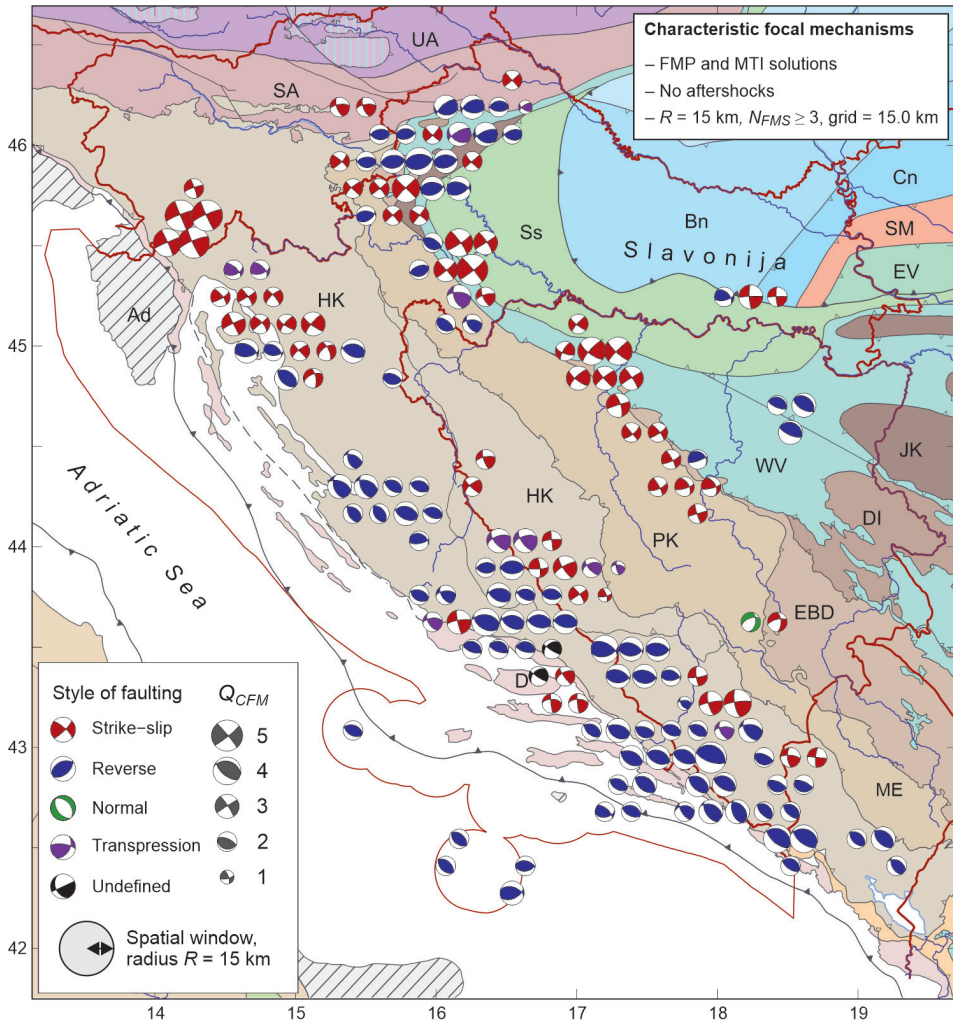 Characteristic focal mechanisms
– FMP and MTI solutions
– No aftershocks
– R = 15 km, N_FMS ≥ 3, grid = 15.0 km
UA
SA
46
Cn
Bn
Ss
SM
Slavonija
EV
HK
Ad
45
JK
WV
HK
DI
Adriatic Sea
PK
44
EBD
D
Style of faulting
Q_CFM
Strike–slip
5
Reverse
4
Normal
3
Transpression
2
Undefined
1
Spatial window,
radius R = 15 km
43
ME
42
14 15 16 17 18 19